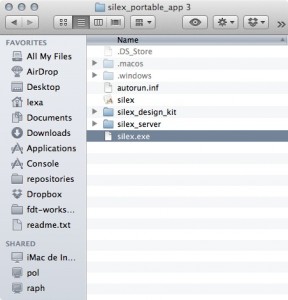 silex_portable_app 3
FAVORITES
All My Files
AirDrop
Desktop
lexa
Documents
Downloads
Applications
Console
repositories
Dropbox
fdt-works...
readme.txt
SHARED
iMac de In...
pol
raph
Name
.DS_Store
.macos
.windows
autorun.inf
silex
silex_design_kit
silex_server
silex.exe